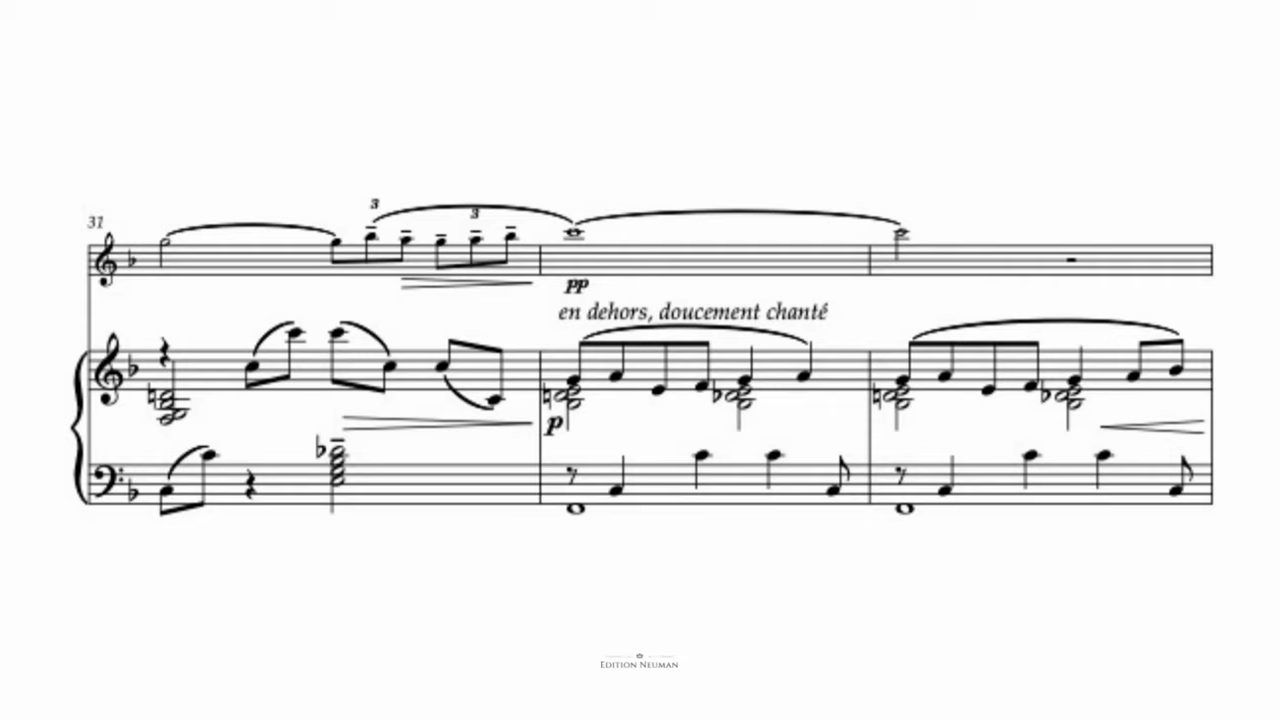 31
3
3
pp
en dehors, doucement chanté
p
EDITION NEUMAN